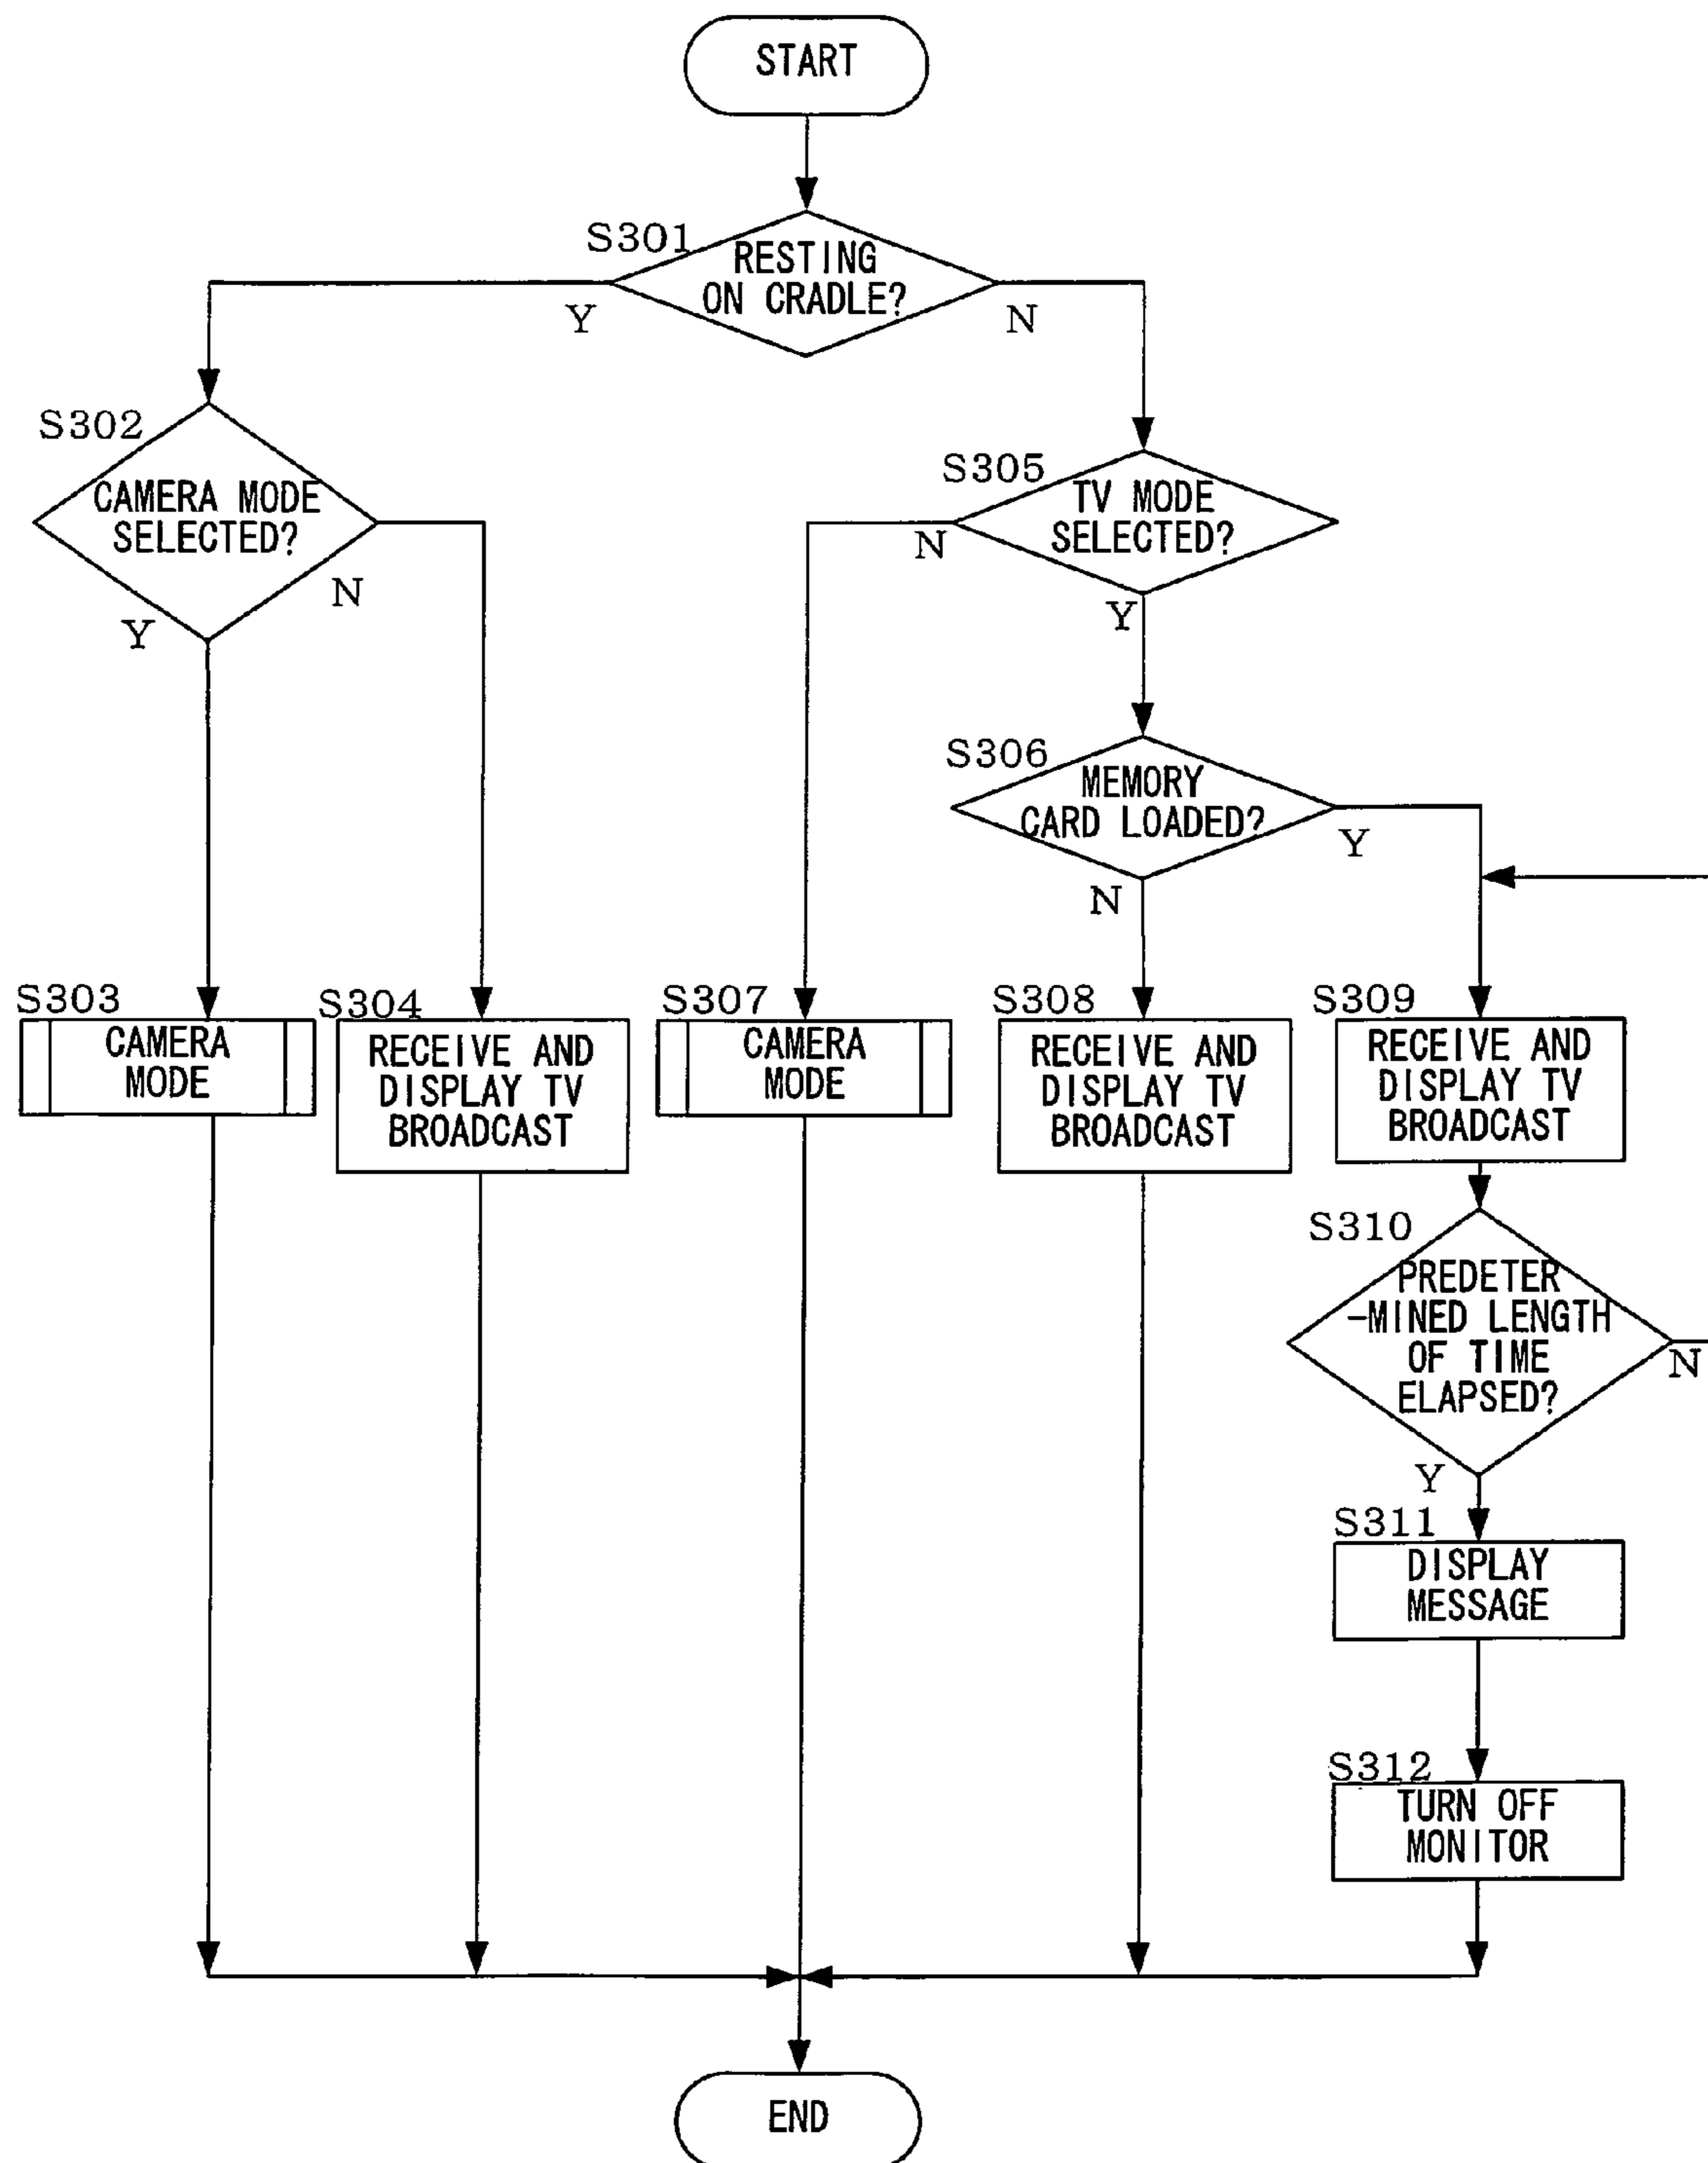 START
S301
RESTING
ON CRADLE?
Y
N
S302
CAMERA MODE
SELECTED?
N
Y
S305
TV MODE
SELECTED?
N
Y
S306
MEMORY
CARD LOADED?
Y
N
S303
CAMERA
MODE
S304
RECEIVE AND
DISPLAY TV
BROADCAST
S307
CAMERA
MODE
S308
RECEIVE AND
DISPLAY TV
BROADCAST
S309
RECEIVE AND
DISPLAY TV
BROADCAST
S310
PREDETER
-MINED LENGTH
OF TIME
ELAPSED?
N
Y
S311
DISPLAY
MESSAGE
S312
TURN OFF
MONITOR
END